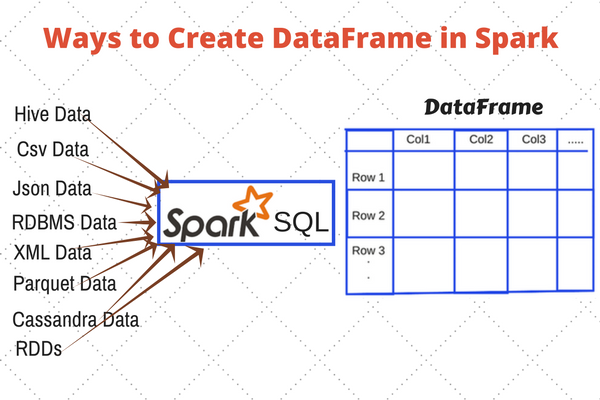 Ways to Create DataFrame in Spark
Hive Data
Csv Data
Json Data
RDBMS Data
XML Data
Parquet Data
Cassandra Data
RDDs
Spark SQL
DataFrame
Col1 Col2 Col3 .....
Row 1
Row 2
Row 3
.
.